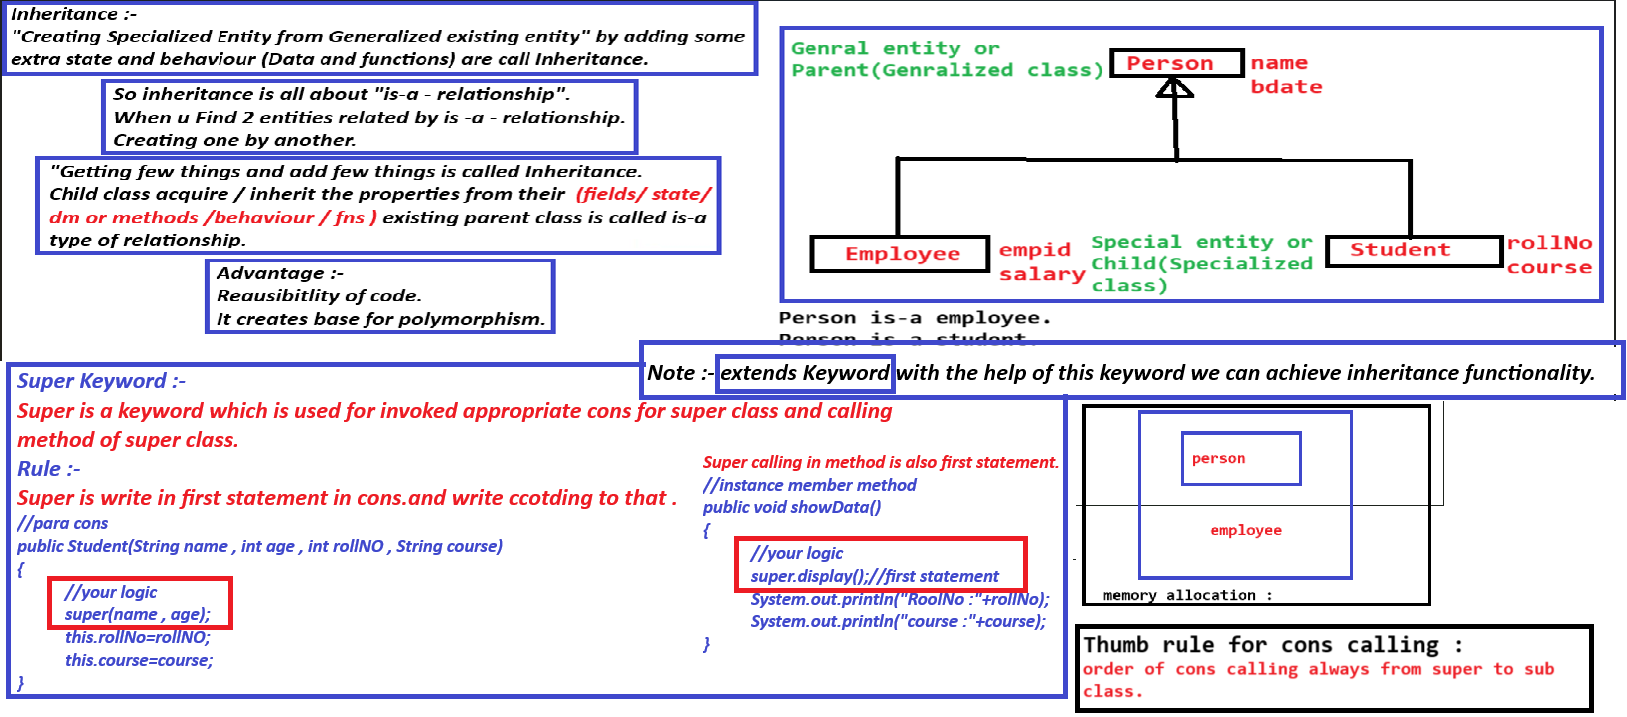 Inheritance :-
"Creating Specialized Entity from Generalized existing entity" by adding some
extra state and behaviour (Data and functions) are call Inheritance.
So inheritance is all about "is-a - relationship".
When u Find 2 entities related by is -a - relationship.
Creating one by another.
"Getting few things and add few things is called Inheritance.
Child class acquire / inherit the properties from their (fields/ state/
dm or methods /behaviour / fns ) existing parent class is called is-a
type of relationship.
Advantage :-
Reausibitlity of code.
It creates base for polymorphism.
Genral entity or
Parent(Genralized class)
Person
name
bdate
Employee
empid
salary
Special entity or
Child(Specialized
class)
Student
rollNo
course
Person is-a employee.
Person is-a student.
Note :- extends Keyword with the help of this keyword we can achieve inheritance functionality.
Super Keyword :-
Super is a keyword which is used for invoked appropriate cons for super class and calling
method of super class.
Rule :-
Super is write in first statement in cons.and write ccotding to that .
//para cons
public Student(String name , int age , int rollNO , String course)
{
//your logic
super(name , age);
this.rollNo=rollNO;
this.course=course;
}
Super calling in method is also first statement.
//instance member method
public void showData()
{
//your logic
super.display();//first statement
System.out.println("RoolNo :"+rollNo);
System.out.println("course :"+course);
}
person
employee
memory allocation :
Thumb rule for cons calling :
order of cons calling always from super to sub
class.